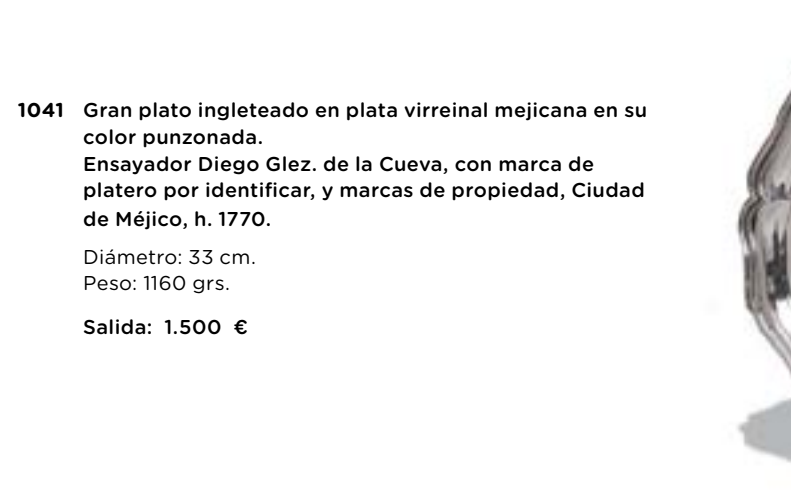 1041 Gran plato ingleteado en plata virreinal mejicana en su
color punzonada.
Ensayador Diego Glez. de la Cueva, con marca de
platero por identificar, y marcas de propiedad, Ciudad
de Méjico, h. 1770.
Diámetro: 33 cm.
Peso: 1160 grs.
Salida: 1.500 €